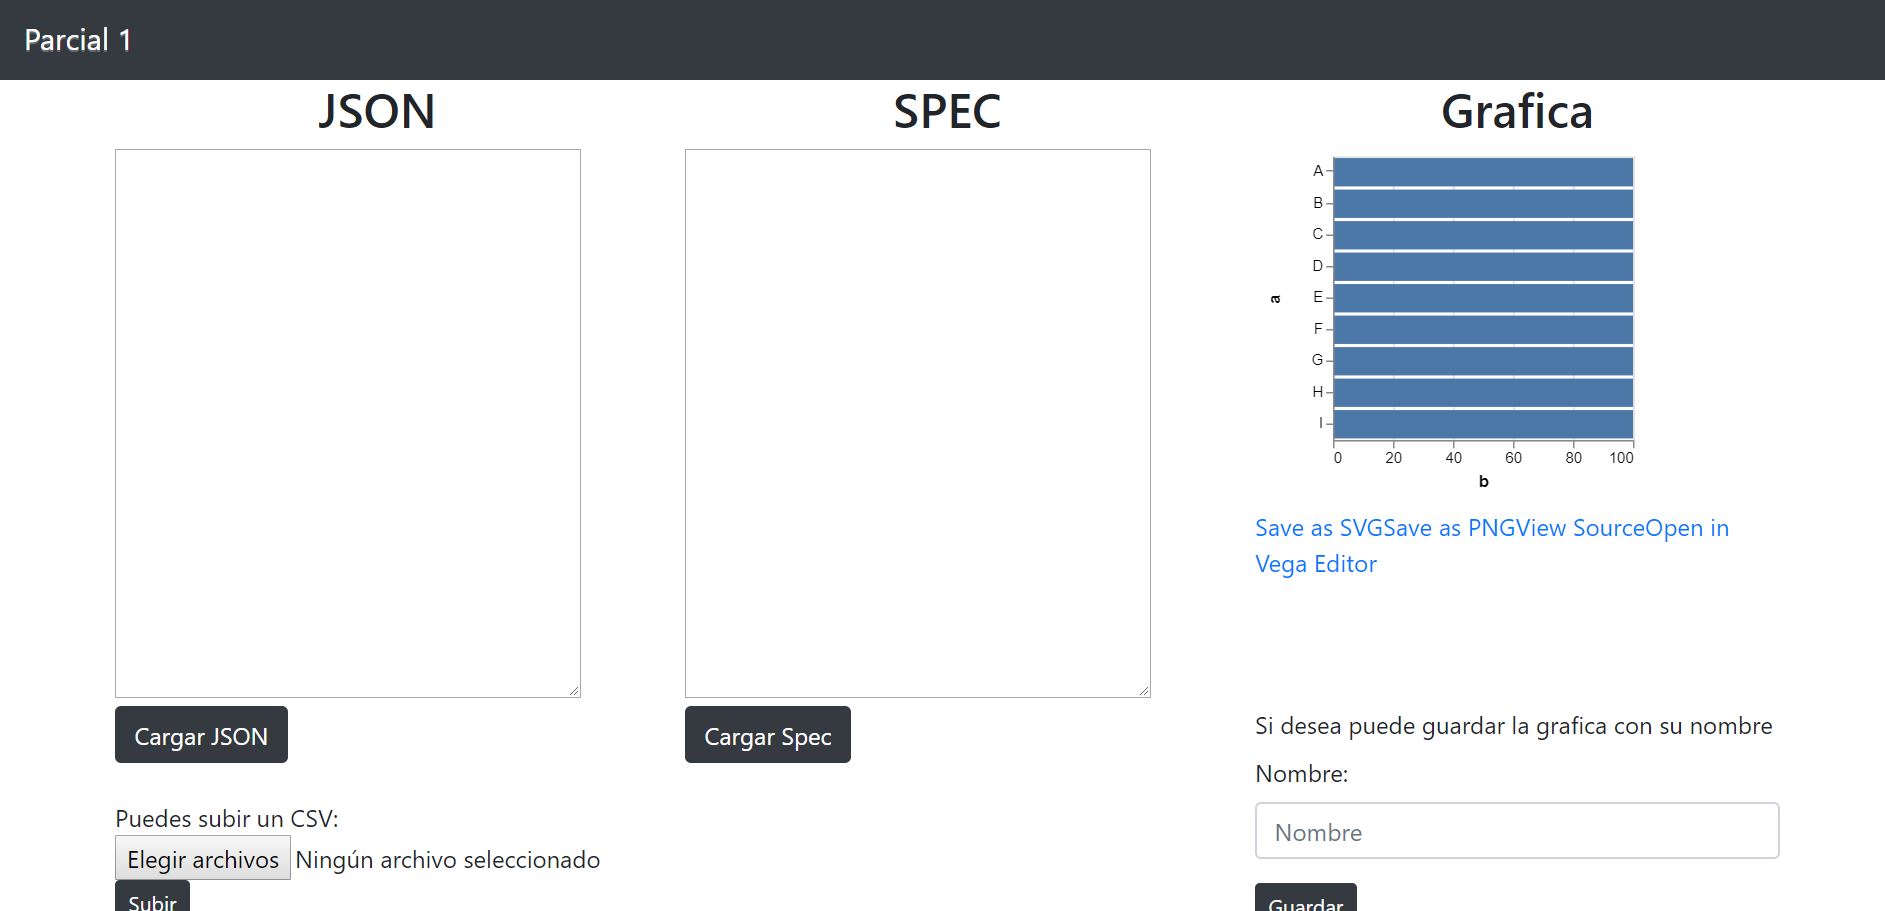 Parcial 1
JSON
Cargar JSON
Puedes subir un CSV:
Elegir archivos Ningún archivo seleccionado
Subir
SPEC
Cargar Spec
Grafica
A
B
C
D
E
F
G
H
I
a
0 20 40 60 80 100
b
Save as SVGSave as PNGView SourceOpen in
Vega Editor
Si desea puede guardar la grafica con su nombre
Nombre:
Nombre
Guardar